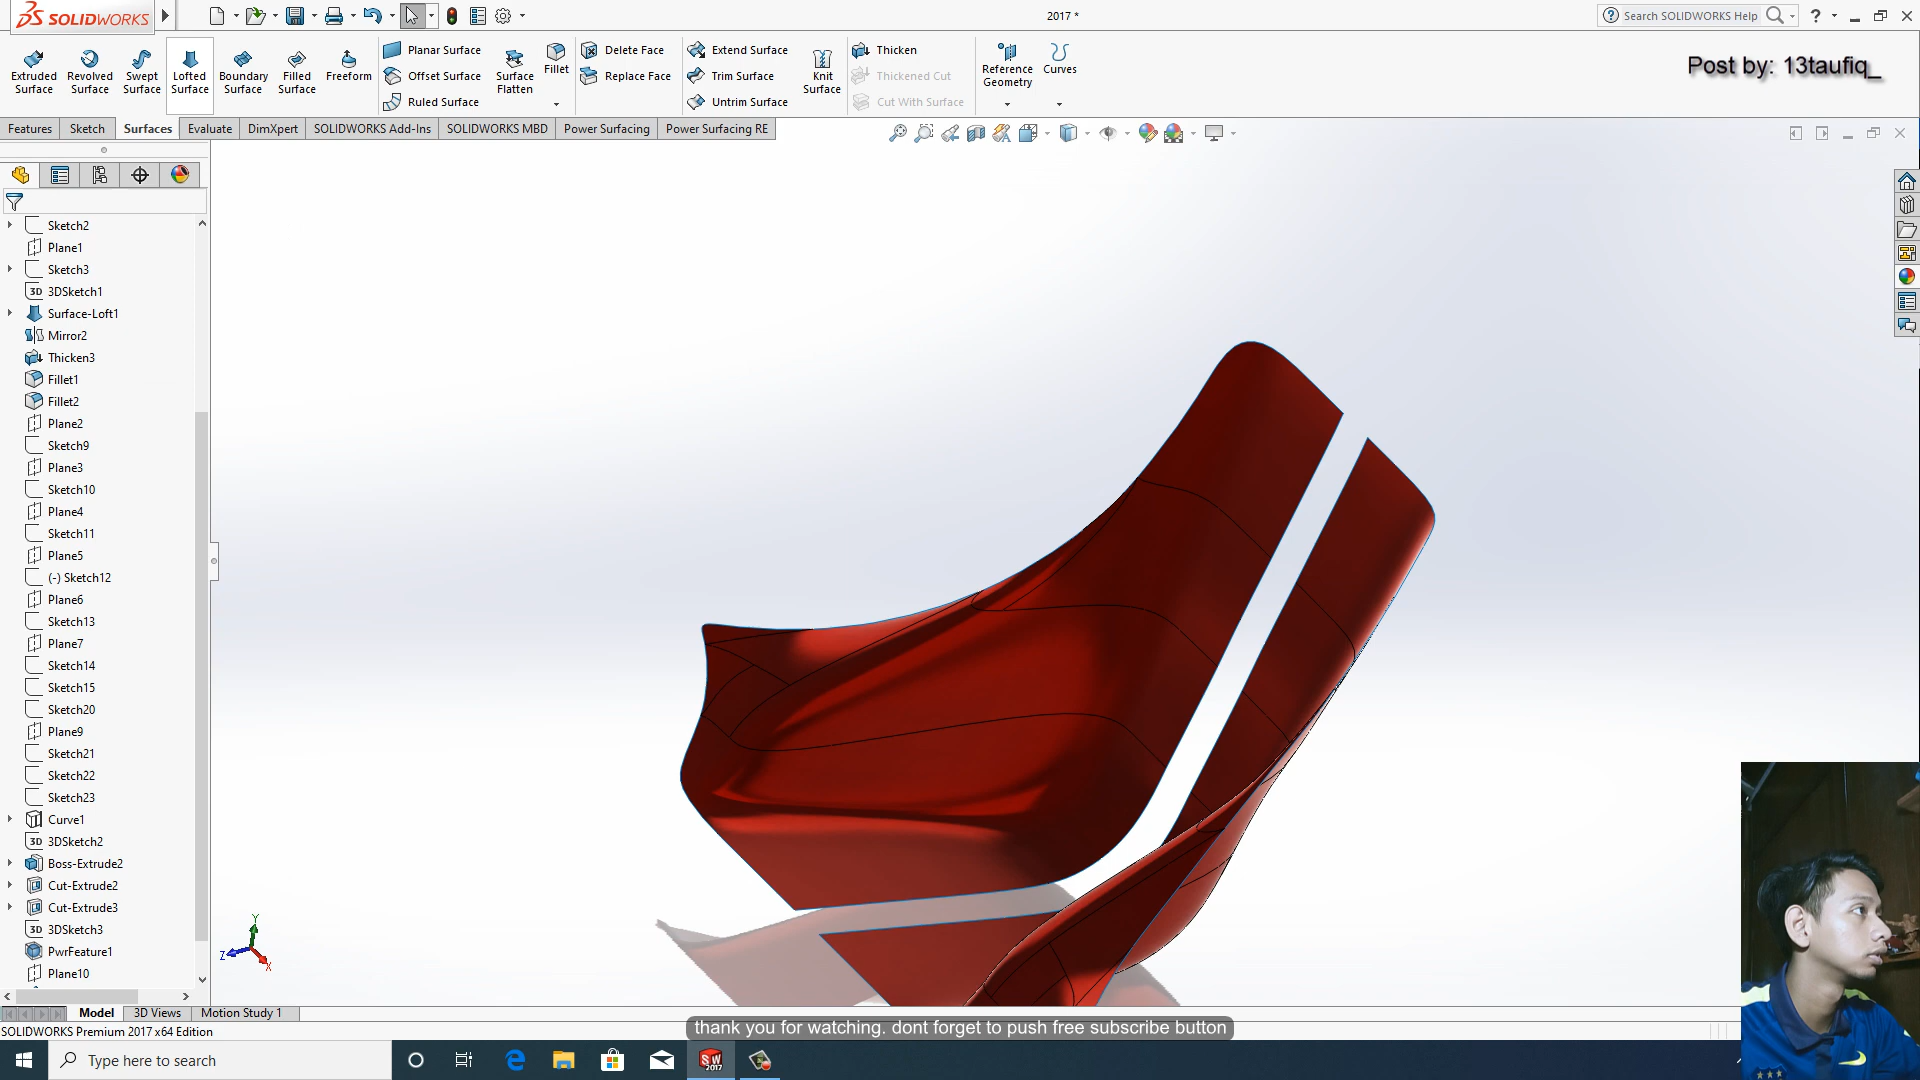 SOLIDWORKS
2017 *
Search SOLIDWORKS Help
?
Extruded Surface
Revolved Surface
Swept Surface
Lofted Surface
Boundary Surface
Filled Surface
Freeform
Planar Surface
Offset Surface
Ruled Surface
Surface Flatten
Fillet
Delete Face
Replace Face
Extend Surface
Trim Surface
Untrim Surface
Knit Surface
Thicken
Thickened Cut
Cut With Surface
Reference Geometry
Curves
Post by: 13taufiq_
Features
Sketch
Surfaces
Evaluate
DimXpert
SOLIDWORKS Add-Ins
SOLIDWORKS MBD
Power Surfacing
Power Surfacing RE
Sketch2
Plane1
Sketch3
3D 3DSketch1
Surface-Loft1
Mirror2
Thicken3
Fillet1
Fillet2
Plane2
Sketch9
Plane3
Sketch10
Plane4
Sketch11
Plane5
(-) Sketch12
Plane6
Sketch13
Plane7
Sketch14
Sketch15
Sketch20
Plane9
Sketch21
Sketch22
Sketch23
Curve1
3D 3DSketch2
Boss-Extrude2
Cut-Extrude2
Cut-Extrude3
3D 3DSketch3
PwrFeature1
Plane10
Y
Z
X
Model
3D Views
Motion Study 1
SOLIDWORKS Premium 2017 x64 Edition
thank you for watching. dont forget to push free subscribe button
Type here to search
SW
2017